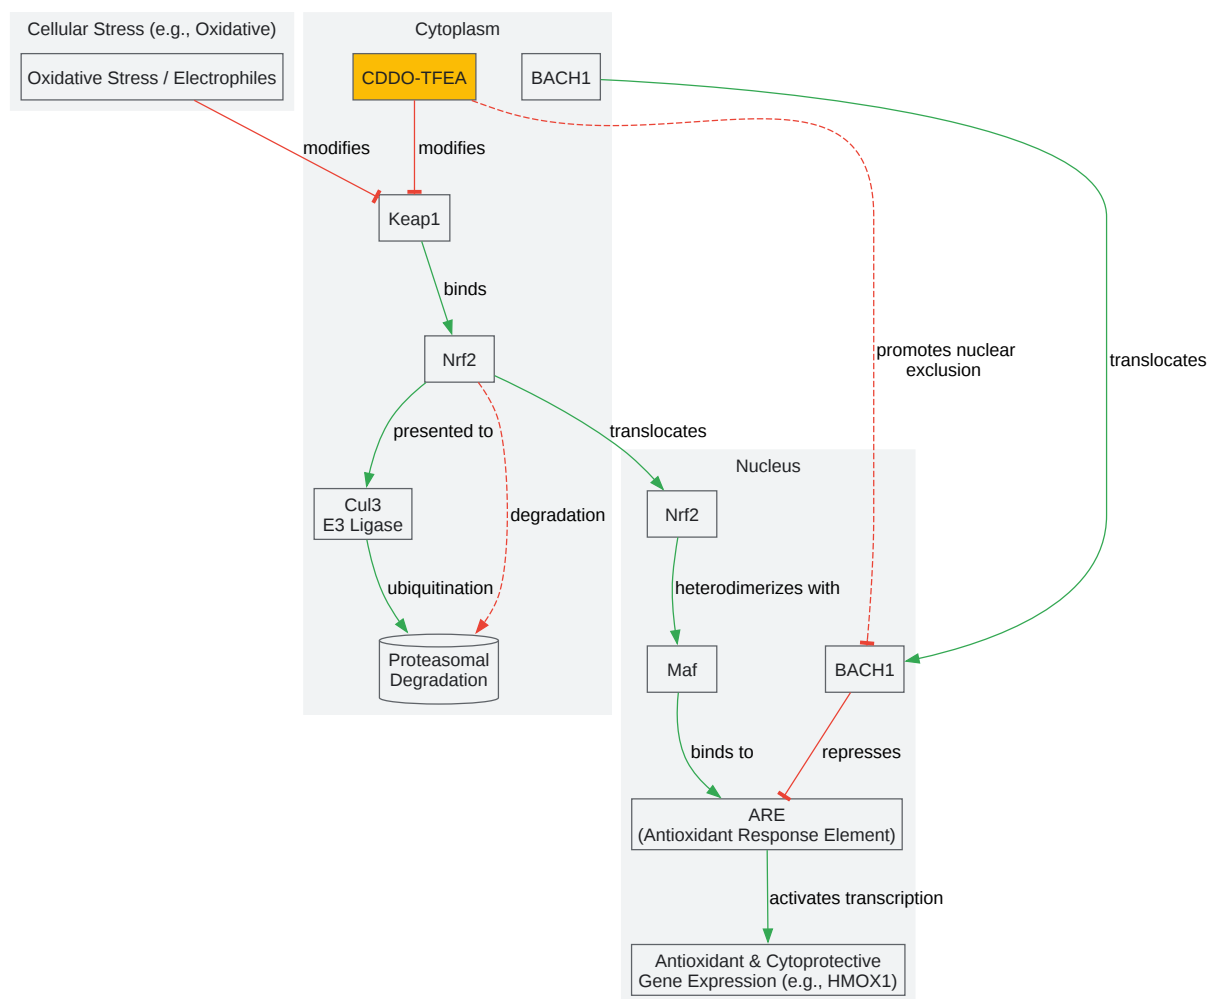 Cellular Stress (e.g., Oxidative)
Cytoplasm
Oxidative Stress / Electrophiles
CDDO-TFEA
BACH1
modifies
modifies
Keap1
binds
Nrf2
promotes nuclear
exclusion
translocates
presented to
translocates
Nucleus
Cul3
E3 Ligase
degradation
Nrf2
ubiquitination
heterodimerizes with
Proteasomal
Degradation
Maf
BACH1
binds to
represses
ARE
(Antioxidant Response Element)
activates transcription
Antioxidant & Cytoprotective
Gene Expression (e.g., HMOX1)